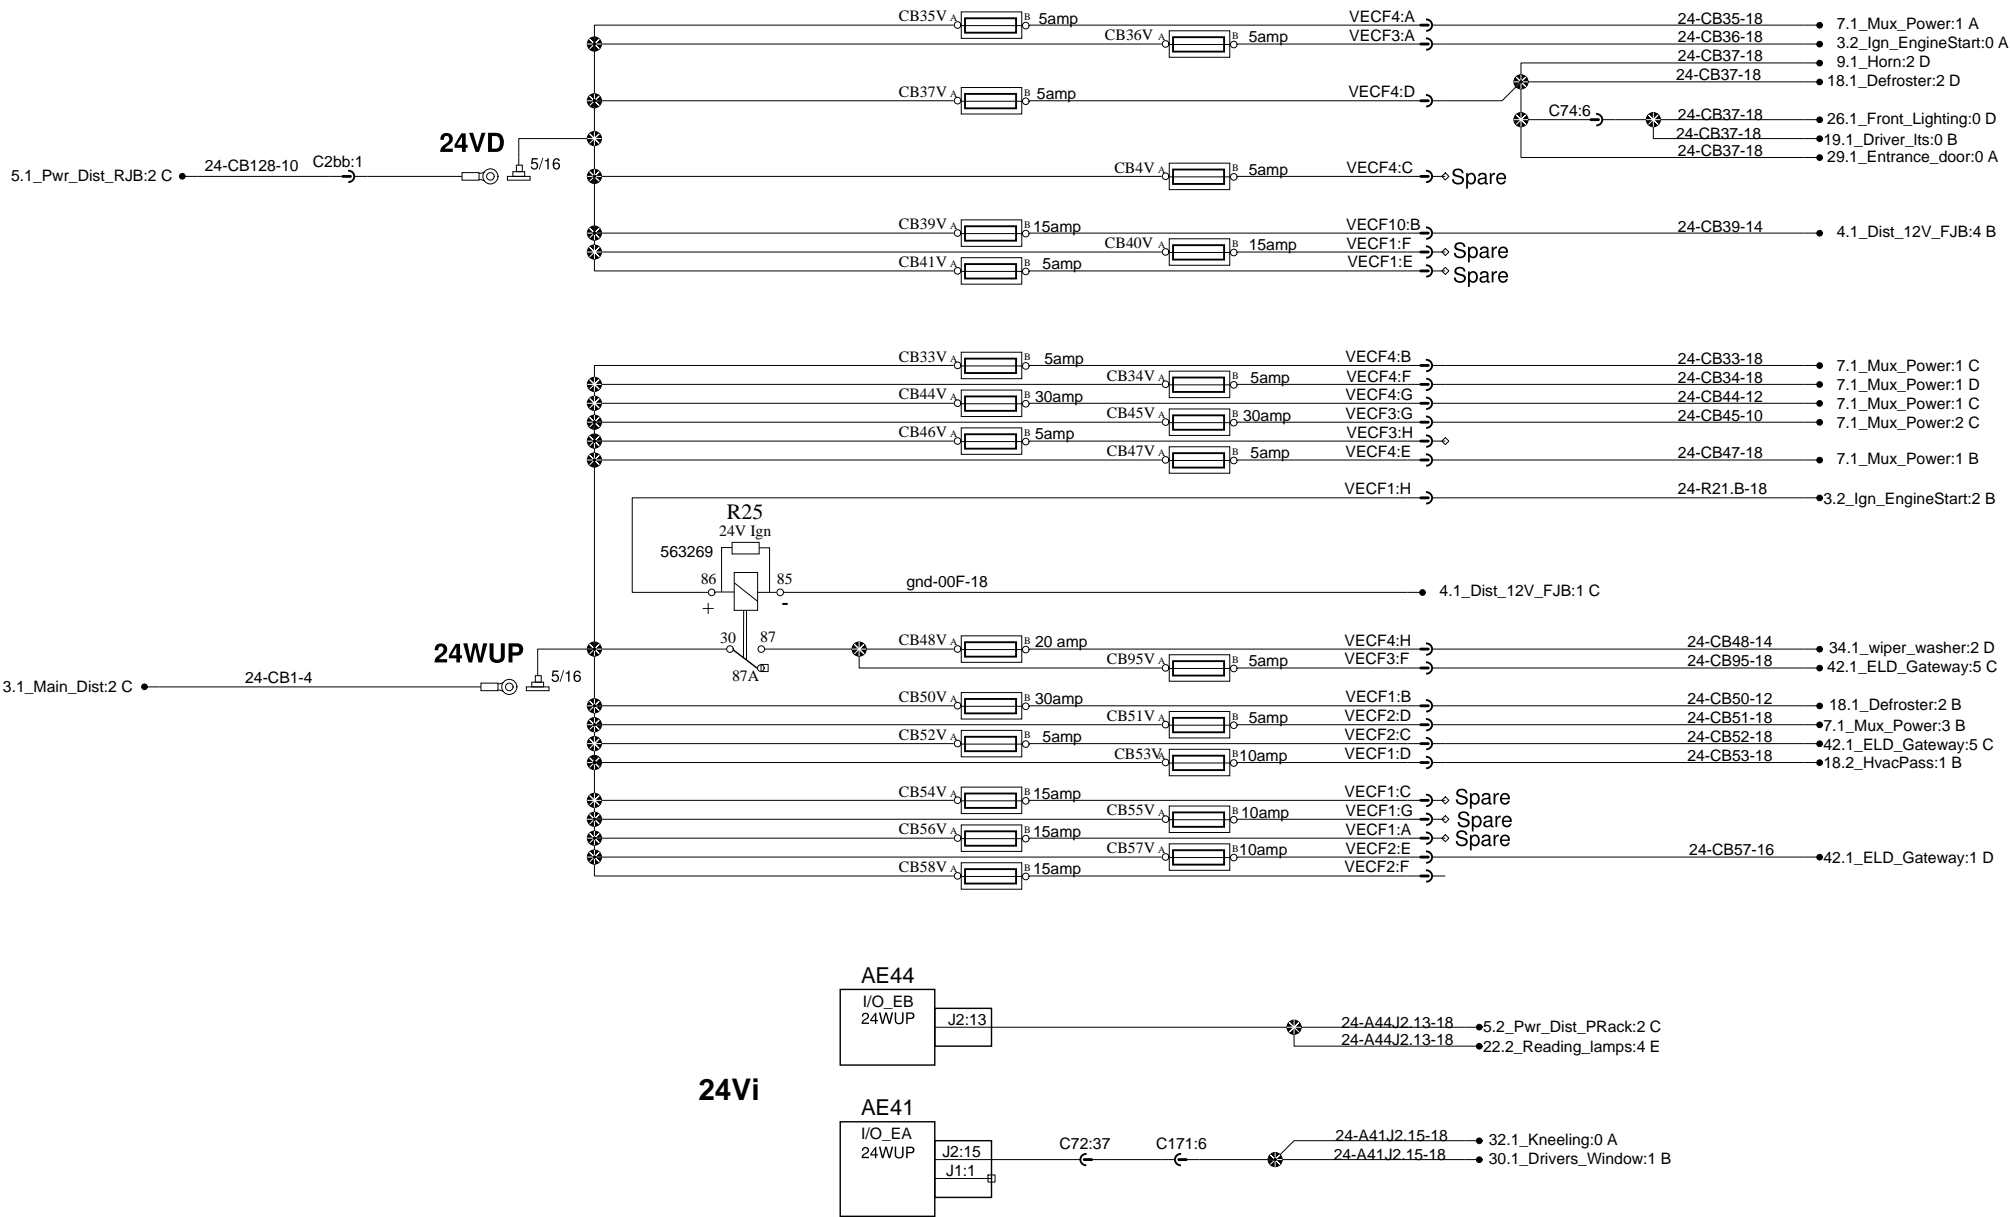 CB35V A B 5amp VECF4:A 24-CB35-18 7.1_Mux_Power:1 A
CB36V A B 5amp VECF3:A 24-CB36-18 3.2_Ign_EngineStart:0 A
24-CB37-18 9.1_Horn:2 D
24-CB37-18 18.1_Defroster:2 D
CB37V A B 5amp VECF4:D
C74:6 24-CB37-18 26.1_Front_Lighting:0 D
24-CB37-18 19.1_Driver_lts:0 B
24-CB37-18 29.1_Entrance_door:0 A
24VD
5/16
5.1_Pwr_Dist_RJB:2 C 24-CB128-10 C2bb:1
CB4V A B 5amp VECF4:C Spare
CB39V A B 15amp VECF10:B 24-CB39-14 4.1_Dist_12V_FJB:4 B
CB40V A B 15amp VECF1:F Spare
CB41V A B 5amp VECF1:E Spare
CB33V A B 5amp VECF4:B 24-CB33-18 7.1_Mux_Power:1 C
CB34V A B 5amp VECF4:F 24-CB34-18 7.1_Mux_Power:1 D
CB44V A B 30amp VECF4:G 24-CB44-12 7.1_Mux_Power:1 C
CB45V A B 30amp VECF3:G 24-CB45-10 7.1_Mux_Power:2 C
CB46V A B 5amp VECF3:H
CB47V A B 5amp VECF4:E 24-CB47-18 7.1_Mux_Power:1 B
VECF1:H 24-R21.B-18 3.2_Ign_EngineStart:2 B
R25
24V Ign
563269
86 85 gnd-00F-18 4.1_Dist_12V_FJB:1 C
+ -
24WUP
30 87
87A
5/16
3.1_Main_Dist:2 C 24-CB1-4
CB48V A B 20 amp VECF4:H 24-CB48-14 34.1_wiper_washer:2 D
CB95V A B 5amp VECF3:F 24-CB95-18 42.1_ELD_Gateway:5 C
CB50V A B 30amp VECF1:B 24-CB50-12 18.1_Defroster:2 B
CB51V A B 5amp VECF2:D 24-CB51-18 7.1_Mux_Power:3 B
CB52V A B 5amp VECF2:C 24-CB52-18 42.1_ELD_Gateway:5 C
CB53V A B 10amp VECF1:D 24-CB53-18 18.2_HvacPass:1 B
CB54V A B 15amp VECF1:C Spare
CB55V A B 10amp VECF1:G Spare
CB56V A B 15amp VECF1:A Spare
CB57V A B 10amp VECF2:E 24-CB57-16 42.1_ELD_Gateway:1 D
CB58V A B 15amp VECF2:F
AE44
I/O_EB
24WUP
J2:13 24-A44J2.13-18 5.2_Pwr_Dist_PRack:2 C
24-A44J2.13-18 22.2_Reading_lamps:4 E
24Vi
AE41
I/O_EA
24WUP
24-A41J2.15-18 32.1_Kneeling:0 A
J2:15 C72:37 C171:6 24-A41J2.15-18 30.1_Drivers_Window:1 B
J1:1